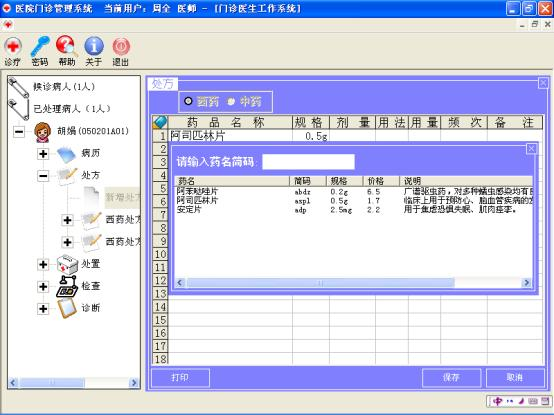 医院门诊管理系统 当前用户: 周全 医师 - [门诊医生工作系统]
诊疗 密码 帮助 关于 退出
候诊病人(1人)
已处理病人(1人)
胡娟(050201A01)
病历
处方
新增处方
西药处
西药处
处置
检查
诊断
处方
西药 中药
药 品 名 称 规 格 剂 量 用 法 用 量 频 次 备 注
1 阿司匹林片 0.5g
2
3
4
5
6
7
8
9
10
11
12
13
14
15
16
17
18
请输入药名简码:
药名 简码 规格 价格 说明
阿苯哒唑片 abdz 0.2g 6.5 广谱驱虫药，对多种蠕虫感染均有良
阿司匹林片 aspl 0.5g 1.7 临床上用于预防心、脑血管疾病的发
安定片 adp 2.5mg 2.2 用于焦虑恐惧失眠、肌肉痉挛。
打印 保存 取消
中